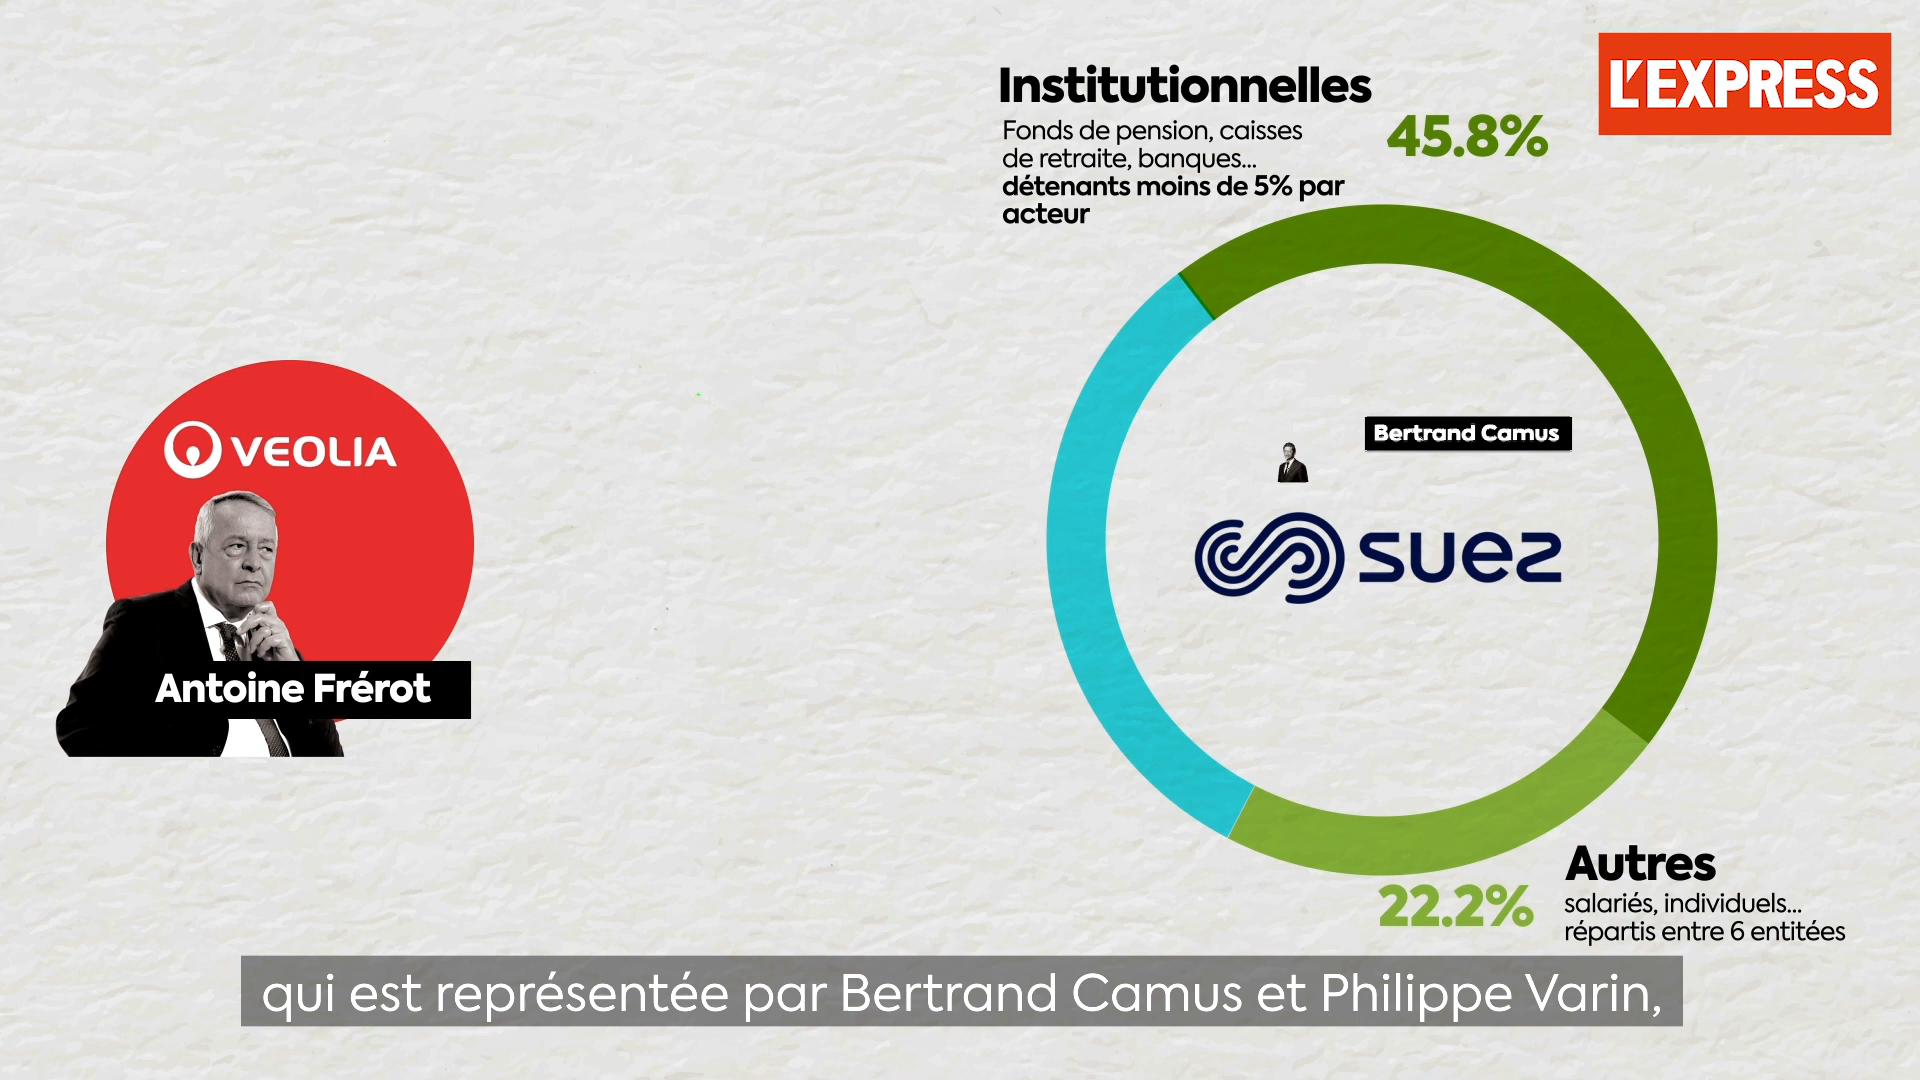 L'EXPRESS
Institutionnelles
Fonds de pension, caisses
de retraite, banques...
détenants moins de 5% par
acteur
45.8%
VEOLIA
Antoine Frérot
Bertrand Camus
suez
22.2%
Autres
salariés, individuels...
répartis entre 6 entitées
qui est représentée par Bertrand Camus et Philippe Varin,